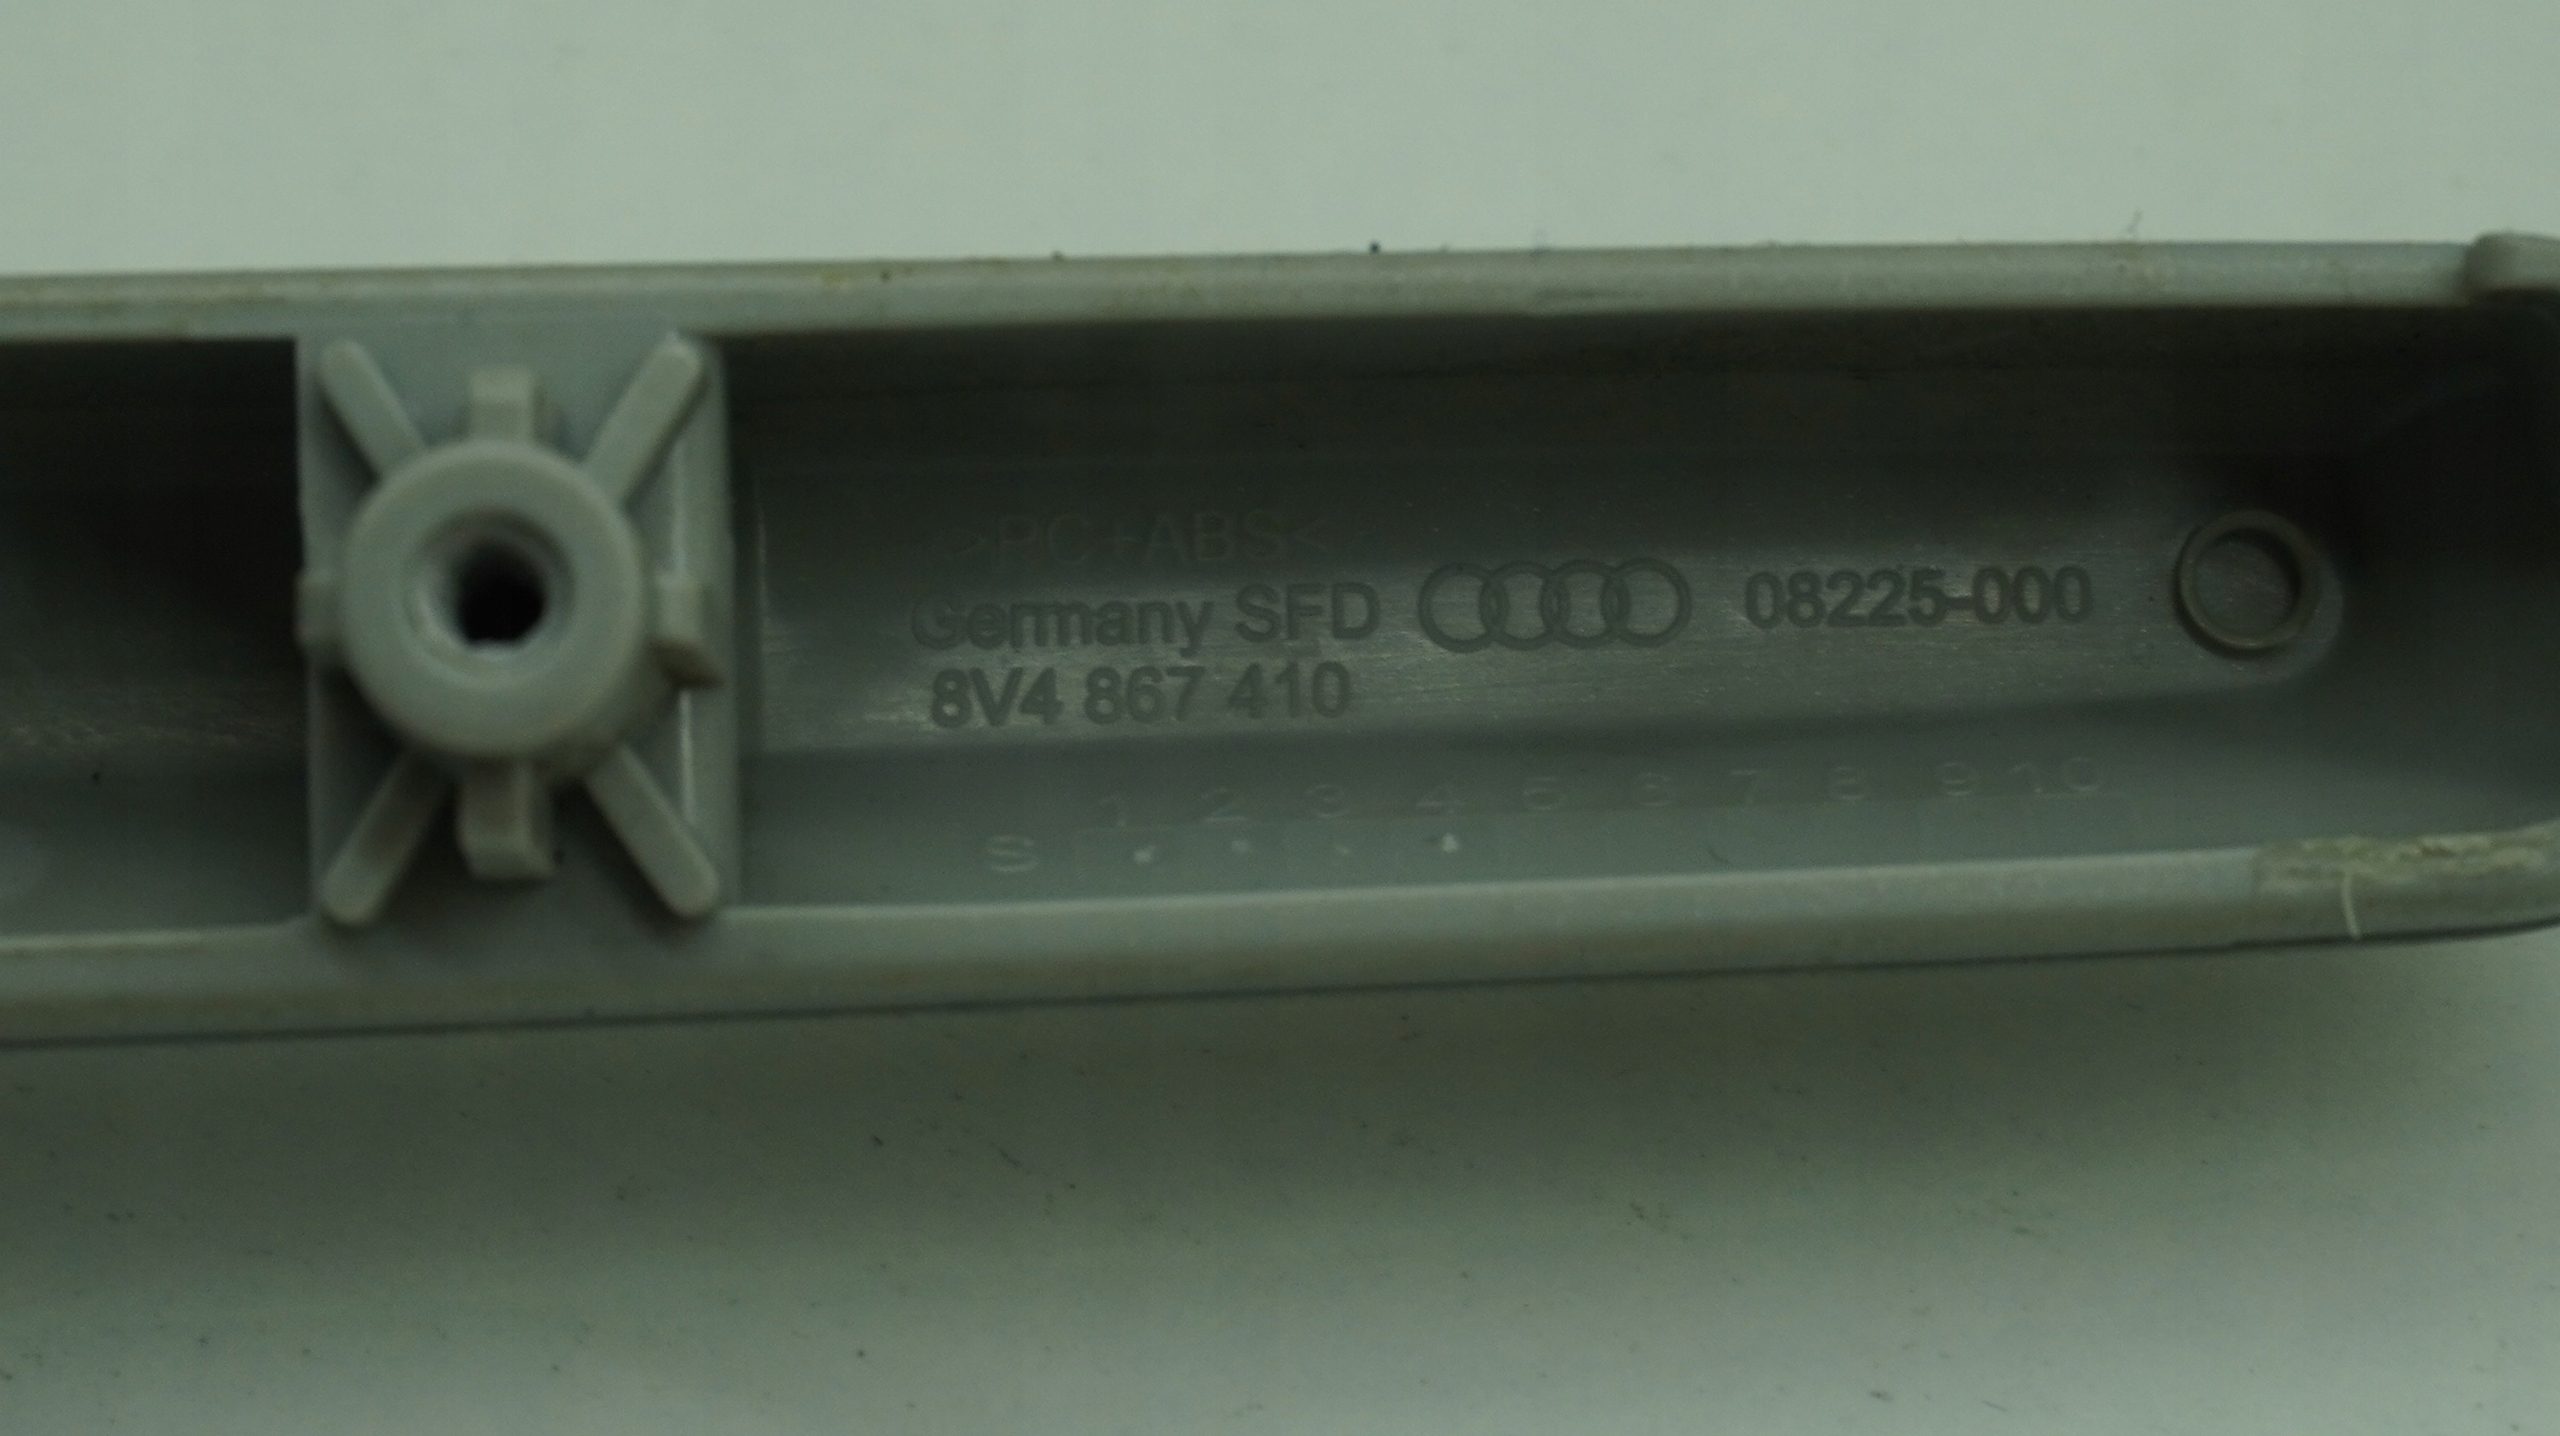 >PC+ABS<
Germany SFD 08225-000
8V4 867 410
1 2 3 4 5 6 7 8 9 10
S